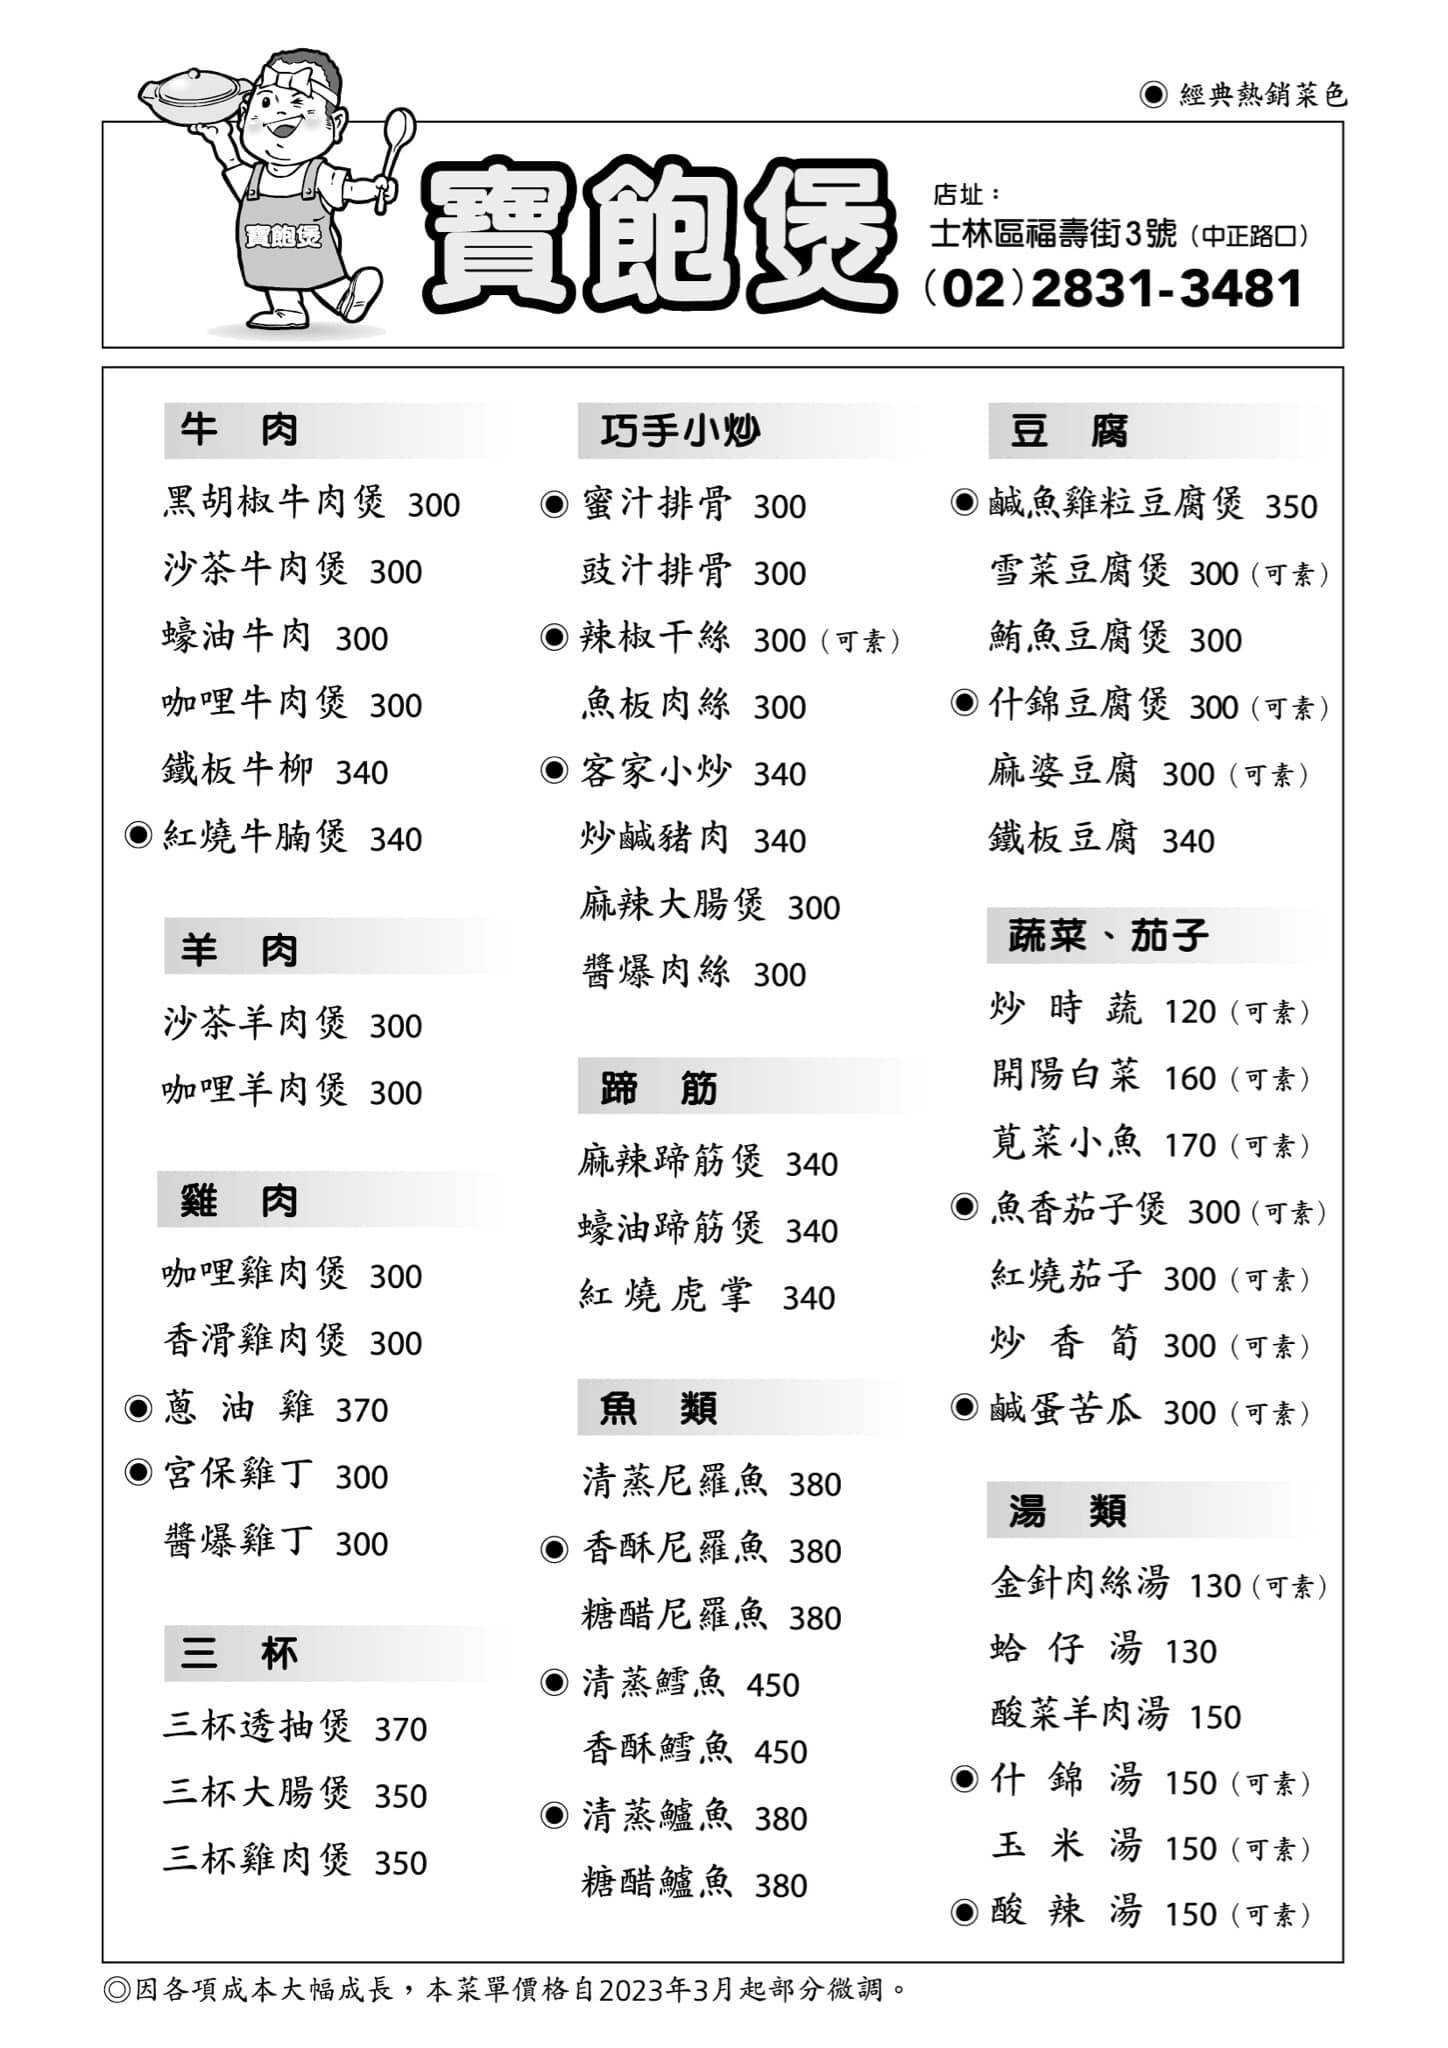 ◉ 經典熱銷菜色
寶飽煲
寶飽煲
店址：
士林區福壽街3號（中正路口）
(02)2831-3481
牛 肉
黑胡椒牛肉煲 300
沙茶牛肉煲 300
蠔油牛肉 300
咖哩牛肉煲 300
鐵板牛柳 340
◉ 紅燒牛腩煲 340
羊 肉
沙茶羊肉煲 300
咖哩羊肉煲 300
雞 肉
咖哩雞肉煲 300
香滑雞肉煲 300
◉ 蔥油雞 370
◉ 宮保雞丁 300
醬爆雞丁 300
三 杯
三杯透抽煲 370
三杯大腸煲 350
三杯雞肉煲 350
巧手小炒
◉ 蜜汁排骨 300
豉汁排骨 300
◉ 辣椒干絲 300（可素）
魚板肉絲 300
◉ 客家小炒 340
炒鹹豬肉 340
麻辣大腸煲 300
醬爆肉絲 300
蹄 筋
麻辣蹄筋煲 340
蠔油蹄筋煲 340
紅燒虎掌 340
魚 類
清蒸尼羅魚 380
◉ 香酥尼羅魚 380
糖醋尼羅魚 380
◉ 清蒸鱈魚 450
香酥鱈魚 450
◉ 清蒸鱸魚 380
糖醋鱸魚 380
豆 腐
◉ 鹹魚雞粒豆腐煲 350
雪菜豆腐煲 300（可素）
鮪魚豆腐煲 300
◉ 什錦豆腐煲 300（可素）
麻婆豆腐 300（可素）
鐵板豆腐 340
蔬菜、茄子
炒時蔬 120（可素）
開陽白菜 160（可素）
莧菜小魚 170（可素）
◉ 魚香茄子煲 300（可素）
紅燒茄子 300（可素）
炒香筍 300（可素）
◉ 鹹蛋苦瓜 300（可素）
湯 類
金針肉絲湯 130（可素）
蛤仔湯 130
酸菜羊肉湯 150
◉ 什錦湯 150（可素）
玉米湯 150（可素）
◉ 酸辣湯 150（可素）
◎因各項成本大幅成長，本菜單價格自2023年3月起部分微調。